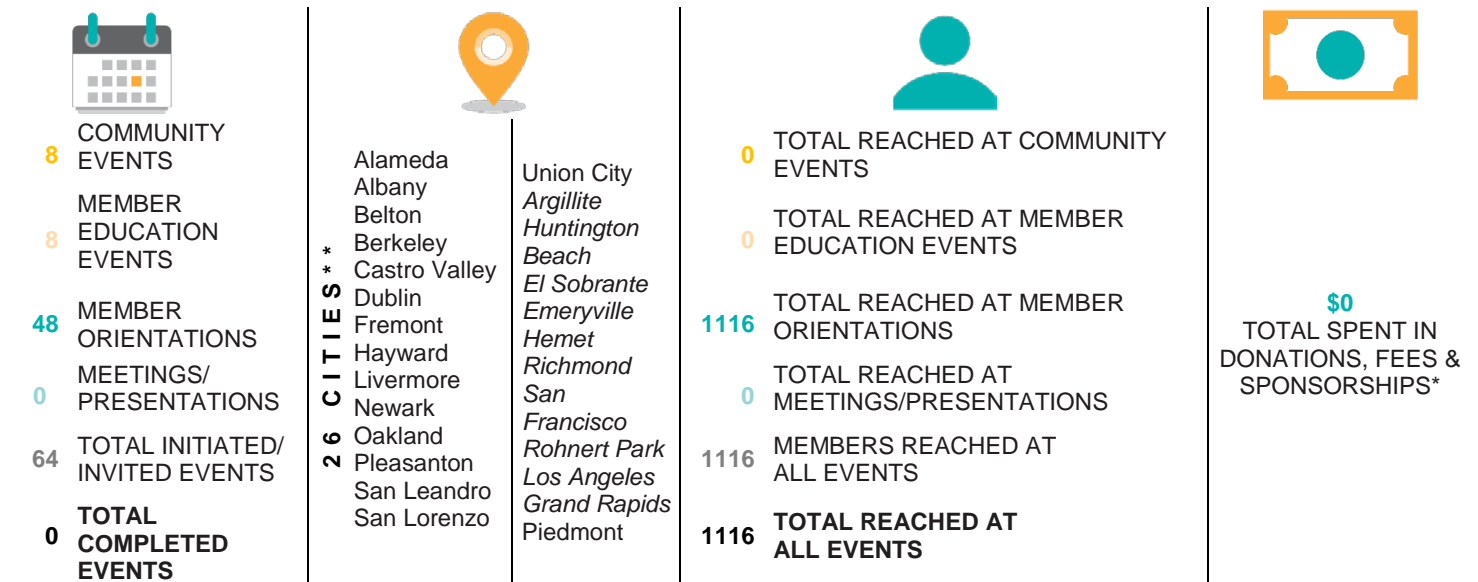 8 COMMUNITY
EVENTS
8 MEMBER
EDUCATION
EVENTS
48 MEMBER
ORIENTATIONS
0 MEETINGS/
PRESENTATIONS
64 TOTAL INITIATED/
INVITED EVENTS
0 TOTAL
COMPLETED
EVENTS
26 CITIES**
Alameda
Albany
Belton
Berkeley
Castro Valley
Dublin
Fremont
Hayward
Livermore
Newark
Oakland
Pleasanton
San Leandro
San Lorenzo
Union City
Argillite
Huntington
Beach
El Sobrante
Emeryville
Hemet
Richmond
San
Francisco
Rohnert Park
Los Angeles
Grand Rapids
Piedmont
0 TOTAL REACHED AT COMMUNITY
EVENTS
0 TOTAL REACHED AT MEMBER
EDUCATION EVENTS
1116 TOTAL REACHED AT MEMBER
ORIENTATIONS
0 TOTAL REACHED AT
MEETINGS/PRESENTATIONS
1116 MEMBERS REACHED AT
ALL EVENTS
1116 TOTAL REACHED AT
ALL EVENTS
$0
TOTAL SPENT IN
DONATIONS, FEES &
SPONSORSHIPS*